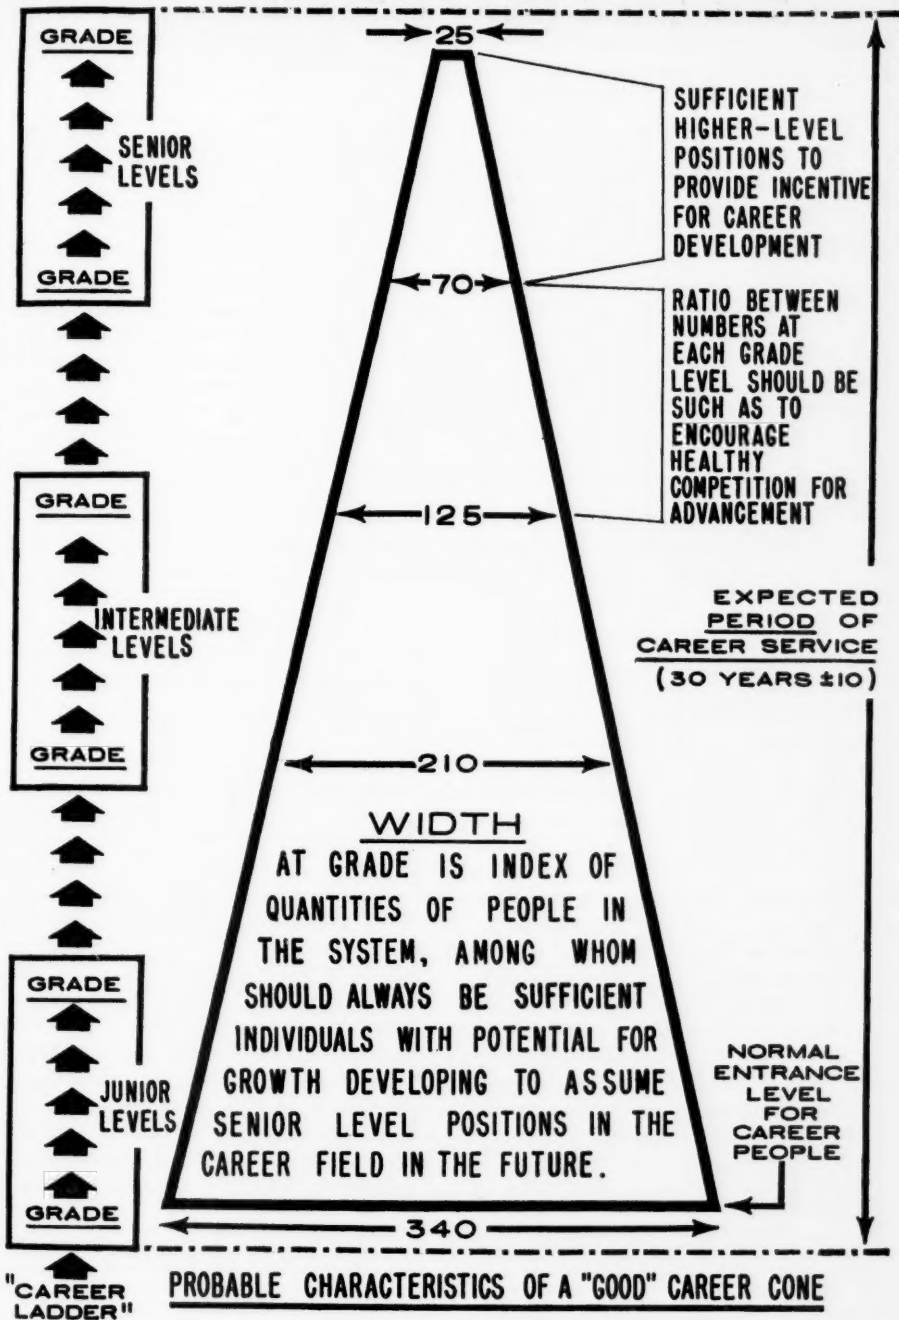 GRADE
SENIOR
LEVELS
GRADE
GRADE
INTERMEDIATE
LEVELS
GRADE
GRADE
JUNIOR
LEVELS
GRADE
"CAREER
LADDER"
25
70
125
210
WIDTH
AT GRADE IS INDEX OF
QUANTITIES OF PEOPLE IN
THE SYSTEM, AMONG WHOM
SHOULD ALWAYS BE SUFFICIENT
INDIVIDUALS WITH POTENTIAL FOR
GROWTH DEVELOPING TO ASSUME
SENIOR LEVEL POSITIONS IN THE
CAREER FIELD IN THE FUTURE.
340
SUFFICIENT
HIGHER-LEVEL
POSITIONS TO
PROVIDE INCENTIVE
FOR CAREER
DEVELOPMENT
RATIO BETWEEN
NUMBERS AT
EACH GRADE
LEVEL SHOULD BE
SUCH AS TO
ENCOURAGE
HEALTHY
COMPETITION FOR
ADVANCEMENT
EXPECTED
PERIOD OF
CAREER SERVICE
(30 YEARS ±10)
NORMAL
ENTRANCE
LEVEL
FOR
CAREER
PEOPLE
PROBABLE CHARACTERISTICS OF A "GOOD" CAREER CONE